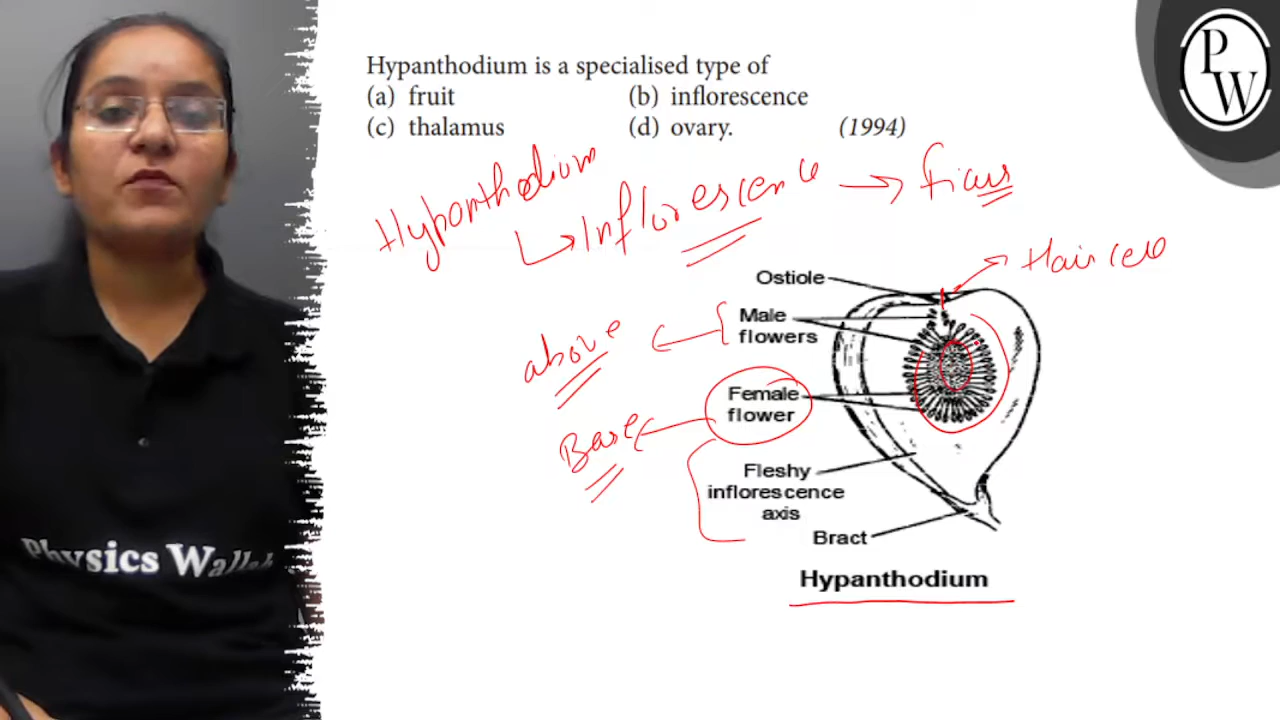 Hypanthodium is a specialised type of
(a) fruit (b) inflorescence
(c) thalamus (d) ovary. (1994)
Hypanthodium
Inflorescence → Ficus
Hair cell
Ostiole
Male
flowers
above
Female
flower
Base
Fleshy
inflorescence
axis
Bract
Hypanthodium
Physics Wallah
P
W